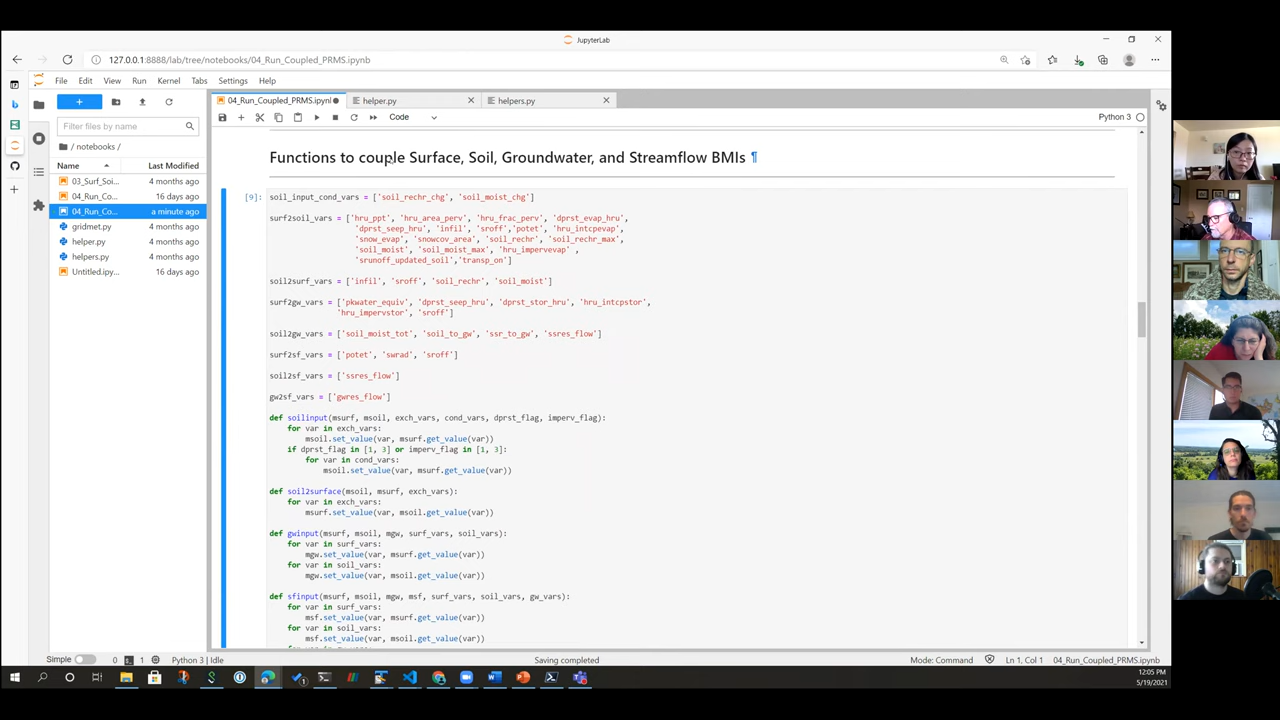 JupyterLab
127.0.0.1:8888/lab/tree/notebooks/04_Run_Coupled_PRMS.ipynb
File Edit View Run Kernel Tabs Settings Help
04_Run_Coupled_PRMS.ipynl
helper.py
helpers.py
Code
Python 3
Filter files by name
/ notebooks /
Name Last Modified
03_Surf_Soi... 4 months ago
04_Run_Co... 16 days ago
04_Run_Co... a minute ago
gridmet.py 4 months ago
helper.py 4 months ago
helpers.py 4 months ago
Untitled.ipy... 16 days ago
Functions to couple Surface, Soil, Groundwater, and Streamflow BMIs ¶
[9]:
soil_input_cond_vars = ['soil_rechr_chg', 'soil_moist_chg']
surf2soil_vars = ['hru_ppt', 'hru_area_perv', 'hru_frac_perv', 'dprst_evap_hru',
'dprst_seep_hru', 'infil', 'sroff','potet', 'hru_intcpevap',
'snow_evap', 'snowcov_area', 'soil_rechr', 'soil_rechr_max',
'soil_moist', 'soil_moist_max', 'hru_impervevap' ,
'srunoff_updated_soil','transp_on']
soil2surf_vars = ['infil', 'sroff', 'soil_rechr', 'soil_moist']
surf2gw_vars = ['pkwater_equiv', 'dprst_seep_hru', 'dprst_stor_hru', 'hru_intcpstor',
'hru_impervstor', 'sroff']
soil2gw_vars = ['soil_moist_tot', 'soil_to_gw', 'ssr_to_gw', 'ssres_flow']
surf2sf_vars = ['potet', 'swrad', 'sroff']
soil2sf_vars = ['ssres_flow']
gw2sf_vars = ['gwres_flow']
def soilinput(msurf, msoil, exch_vars, cond_vars, dprst_flag, imperv_flag):
for var in exch_vars:
msoil.set_value(var, msurf.get_value(var))
if dprst_flag in [1, 3] or imperv_flag in [1, 3]:
for var in cond_vars:
msoil.set_value(var, msurf.get_value(var))
def soil2surface(msoil, msurf, exch_vars):
for var in exch_vars:
msurf.set_value(var, msoil.get_value(var))
def gwinput(msurf, msoil, mgw, surf_vars, soil_vars):
for var in surf_vars:
mgw.set_value(var, msurf.get_value(var))
for var in soil_vars:
mgw.set_value(var, msoil.get_value(var))
def sfinput(msurf, msoil, mgw, msf, surf_vars, soil_vars, gw_vars):
for var in surf_vars:
msf.set_value(var, msurf.get_value(var))
for var in soil_vars:
msf.set_value(var, msoil.get_value(var))
Simple 0 1 Python 3 | Idle Saving completed Mode: Command Ln 1, Col 1 04_Run_Coupled_PRMS.ipynb
12:05 PM
5/19/2021